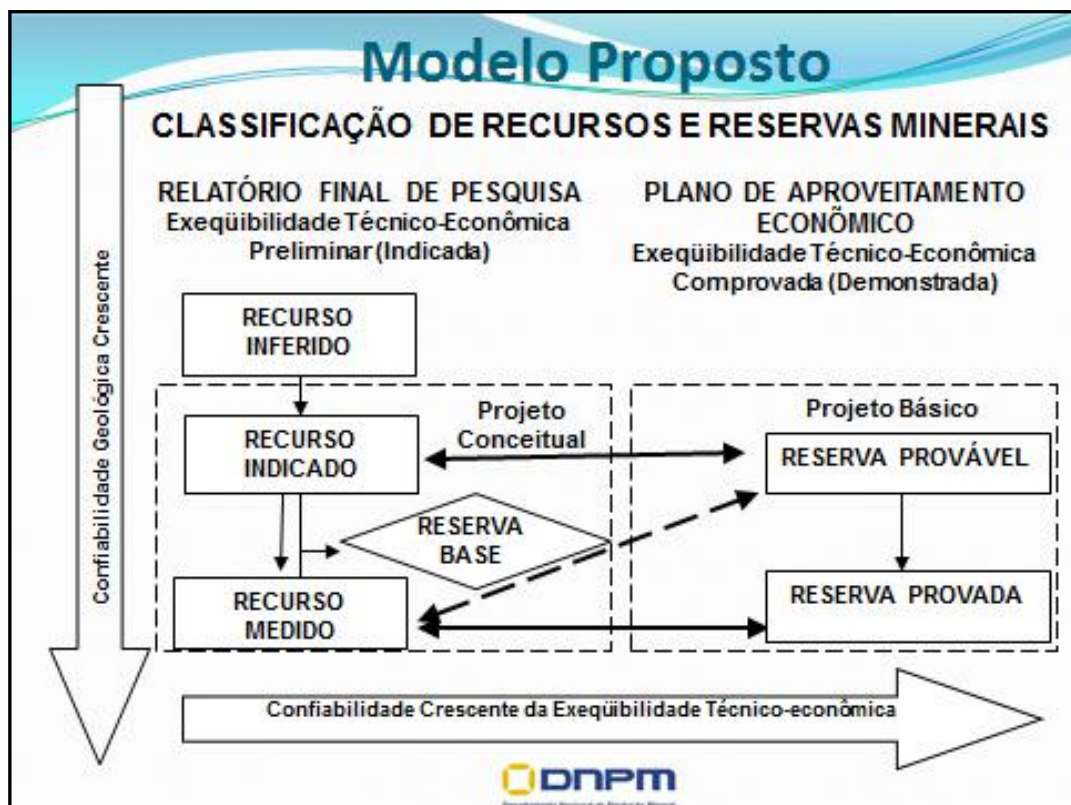 Modelo Proposto
CLASSIFICAÇÃO DE RECURSOS E RESERVAS MINERAIS
RELATÓRIO FINAL DE PESQUISA
Exeqüibilidade Técnico-Econômica
Preliminar (Indicada)
PLANO DE APROVEITAMENTO
ECONÔMICO
Exeqüibilidade Técnico-Econômica
Comprovada (Demonstrada)
Confiabilidade Geológica Crescente
RECURSO
INFERIDO
Projeto
Conceitual
Projeto Básico
RECURSO
INDICADO
RESERVA PROVÁVEL
RESERVA
BASE
RECURSO
MEDIDO
RESERVA PROVADA
Confiabilidade Crescente da Exeqüibilidade Técnico-econômica
DNPM